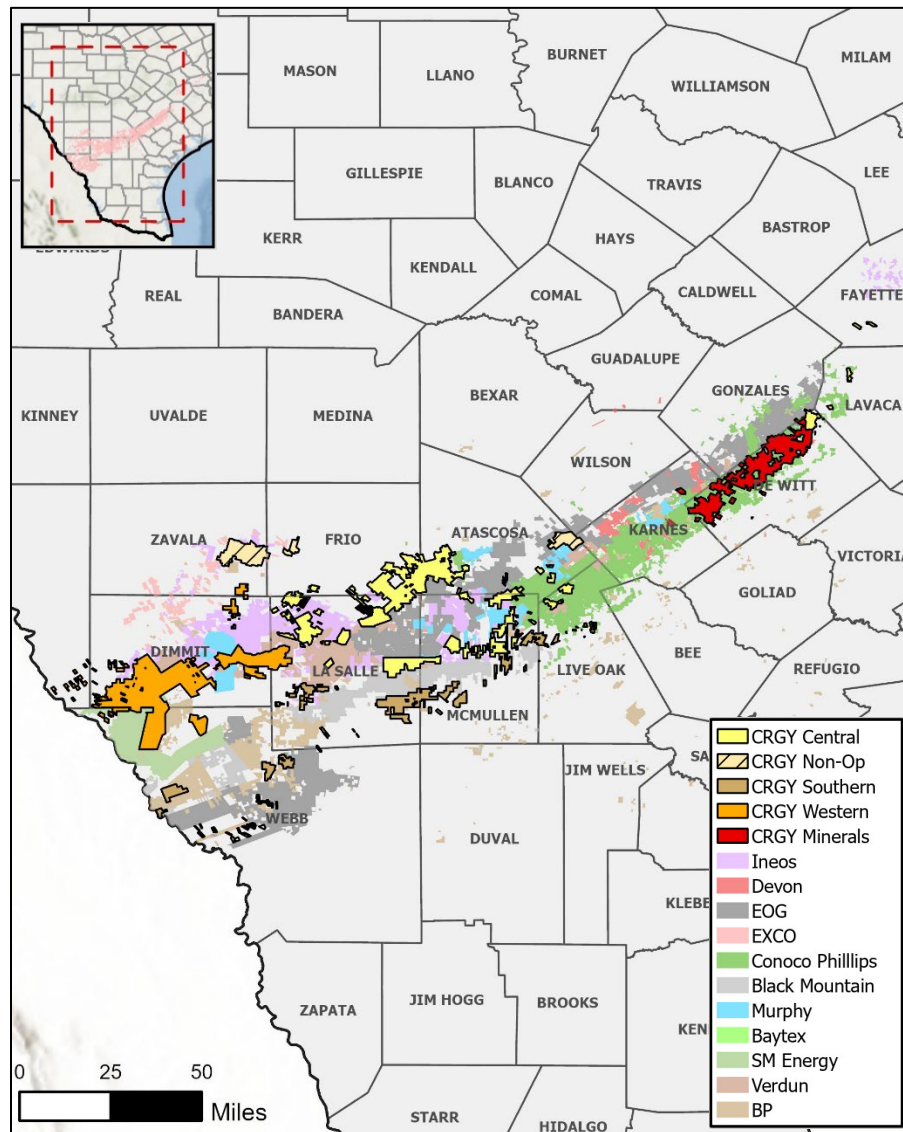 BURNET
MILAM
MASON
LLANO
WILLIAMSON
GILLESPIE
BLANCO
TRAVIS
LEE
BASTROP
KERR
HAYS
KENDALL
REAL
COMAL
CALDWELL
FAYETTE
BANDERA
GUADALUPE
GONZALES
BEXAR
LAVACA
KINNEY
UVALDE
MEDINA
WILSON
DE WITT
ZAVALA
FRIO
ATASCOSA
KARNES
VICTORIA
GOLIAD
DIMMIT
LA SALLE
LIVE OAK
BEE
REFUGIO
MCMULLEN
SA
JIM WELLS
WEBB
DUVAL
KLEBE
ZAPATA
JIM HOGG
BROOKS
KEN
STARR
HIDALGO
CRGY Central
CRGY Non-Op
CRGY Southern
CRGY Western
CRGY Minerals
Ineos
Devon
EOG
EXCO
Conoco Philllips
Black Mountain
Murphy
Baytex
SM Energy
Verdun
BP
0 25 50
Miles